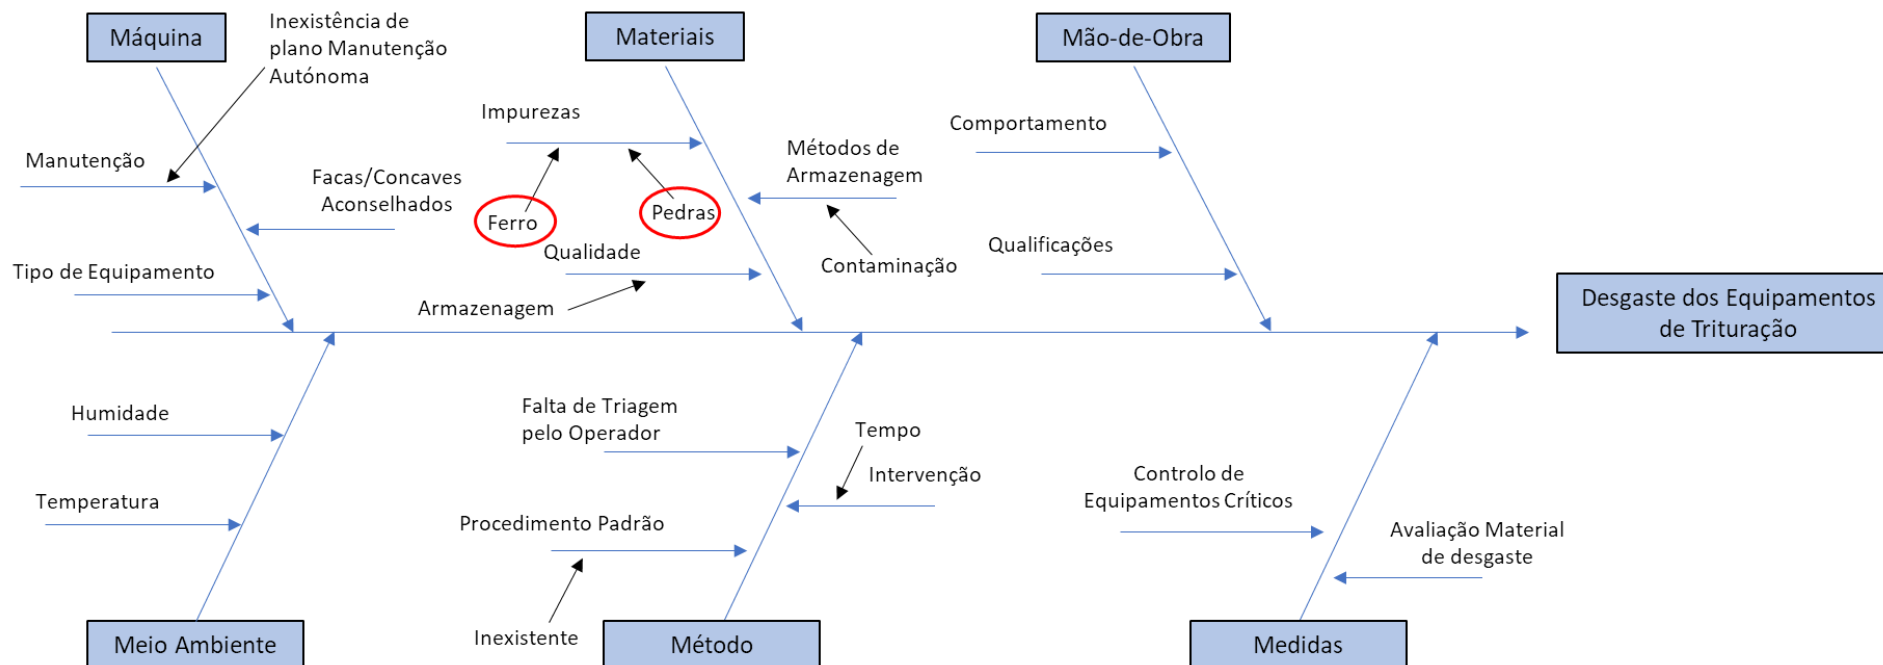 Máquina
Inexistência de
plano Manutenção
Autónoma
Materiais
Mão-de-Obra
Impurezas
Comportamento
Manutenção
Métodos de
Armazenagem
Facas/Concaves
Aconselhados
Ferro
Pedras
Qualidade
Qualificações
Contaminação
Tipo de Equipamento
Armazenagem
Desgaste dos Equipamentos
de Trituração
Humidade
Falta de Triagem
pelo Operador
Tempo
Intervenção
Controlo de
Equipamentos Críticos
Temperatura
Procedimento Padrão
Avaliação Material
de desgaste
Inexistente
Meio Ambiente
Método
Medidas